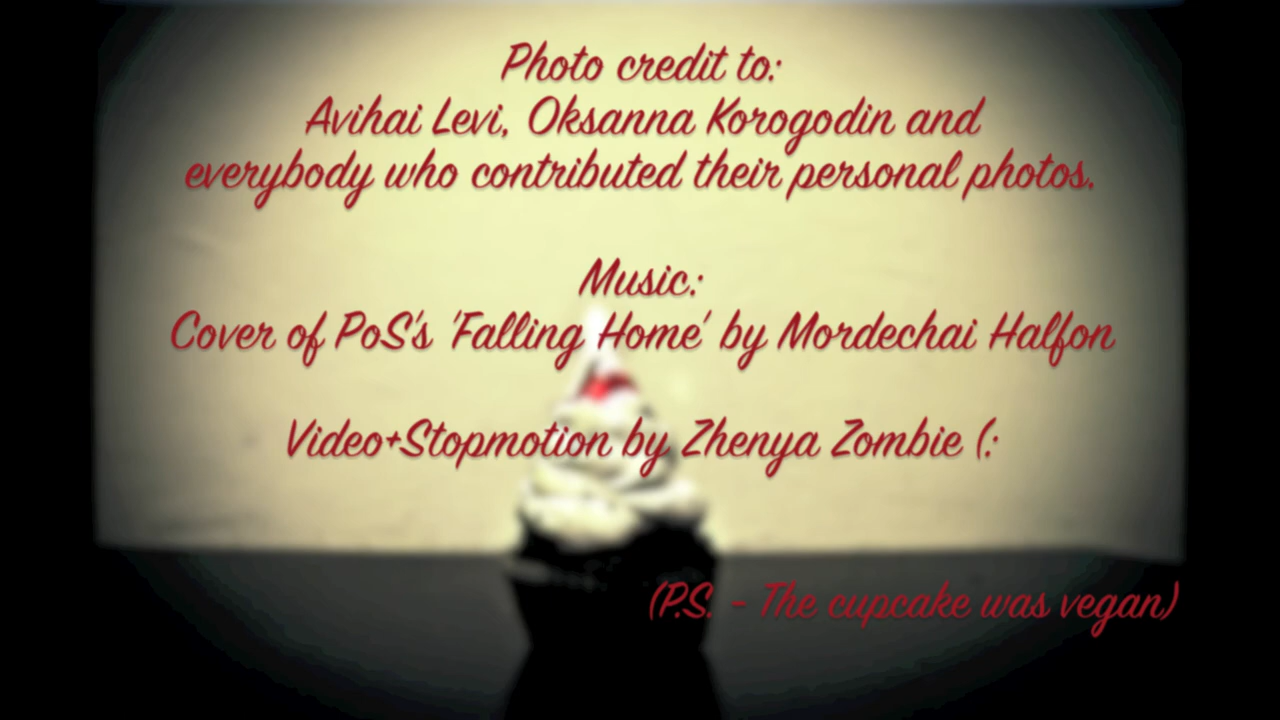 Photo credit to:
Avihai Levi, Oksanna Korogodin and
everybody who contributed their personal photos.
Music:
Cover of PoS's 'Falling Home' by Mordechai Halfon
Video+Stopmotion by Zhenya Zombie (:
(P.S. - The cupcake was vegan)